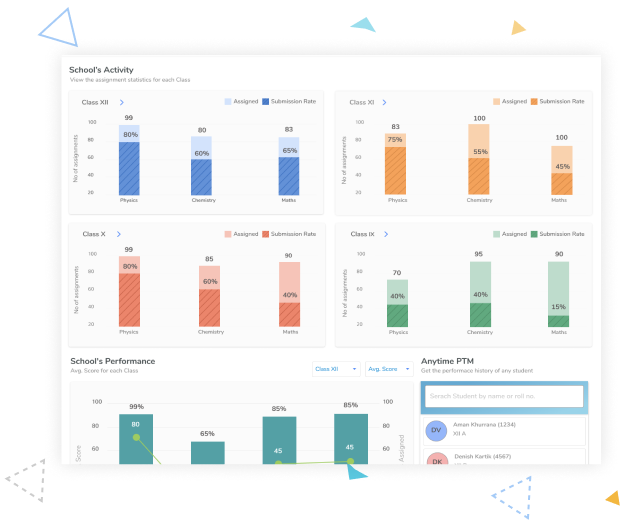 School's Activity
View the assignment statistics for each Class
Class XII
Assigned Submission Rate
No of assignments
100
80
60
40
20
99
80%
80
60%
83
65%
Physics Chemistry Maths
Class XI
Assigned Submission Rate
No of assignments
100
80
60
40
20
83
75%
100
55%
100
45%
Physics Chemistry Maths
Class X
Assigned Submission Rate
No of assignments
100
80
60
40
20
99
80%
85
60%
90
40%
Physics Chemistry Maths
Class IX
Assigned Submission Rate
No of assignments
100
80
60
40
20
70
40%
95
40%
90
15%
Physics Chemistry Maths
School's Performance
Avg. Score for each Class
Class XII
Avg. Score
Score
100
80
60
99%
80
65%
85%
45
85%
45
100
80
60
Assigned
Anytime PTM
Get the performace history of any student
Serach Student by name or roll no.
DV
Aman Khurrana (1234)
XII A
DK
Denish Kartik (4567)